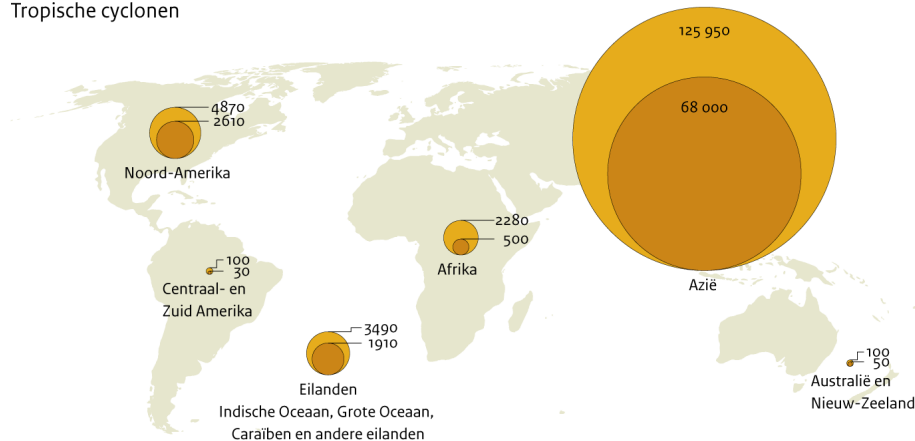 Tropische cyclonen
125 950
68 000
4870
2610
Noord-Amerika
2280
500
Afrika
100
30
Centraal- en
Zuid Amerika
Azië
3490
1910
Eilanden
Indische Oceaan, Grote Oceaan,
Caraïben en andere eilanden
100
50
Australië en
Nieuw-Zeeland